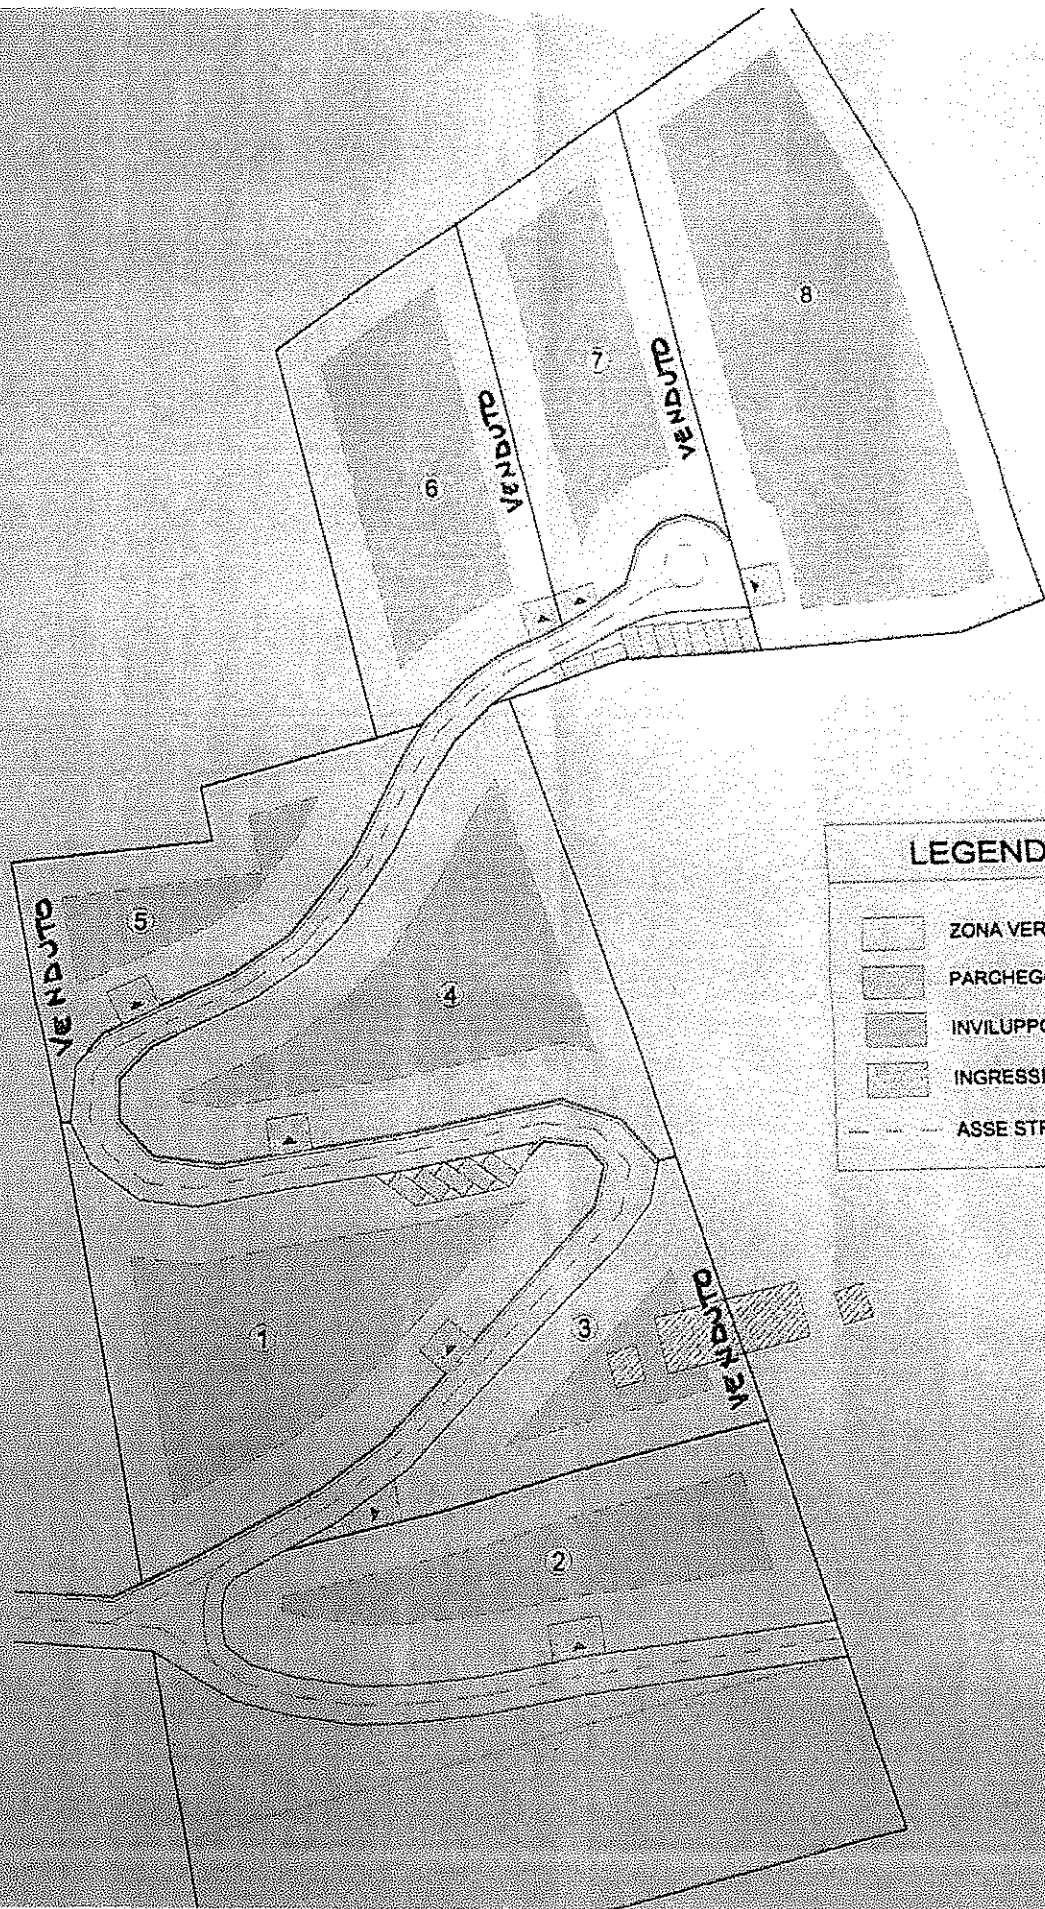 8
7
VENDUTO
VENDUTO
6
5
VENDUTO
4
LEGEND
ZONA VER
PARCHEG
INVILUPPO
INGRESSI
ASSE STR
1
3
VENDUTO
2